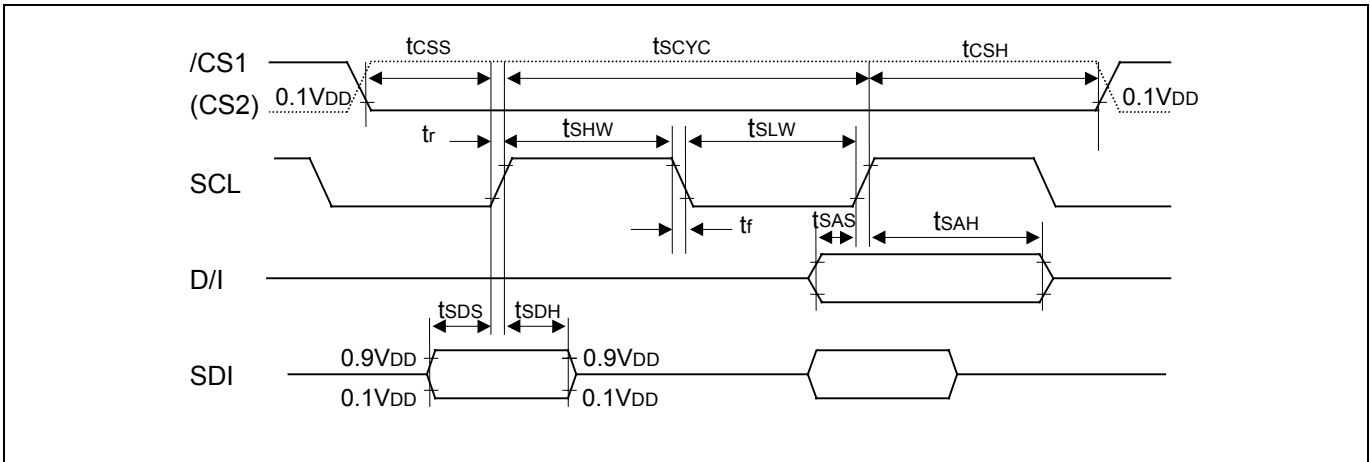 tCSS tSCYC tCSH
/CS1
(CS2) 0.1VDD 0.1VDD
tr tSHW tSLW
SCL
tf tSAS tSAH
D/I
tSDS tSDH
0.9VDD 0.9VDD
SDI
0.1VDD 0.1VDD